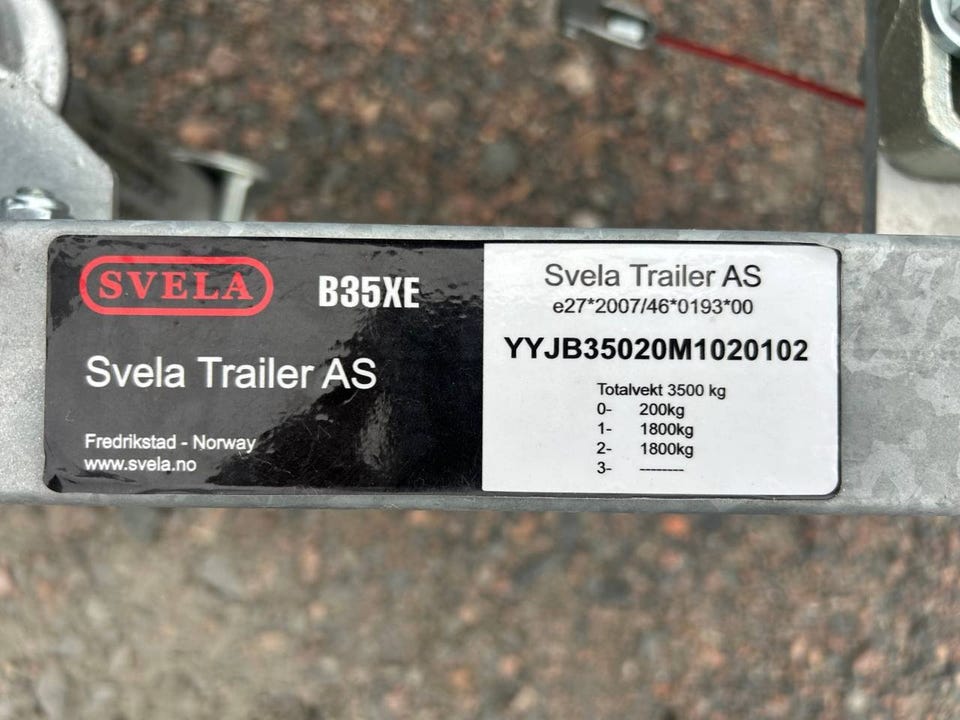 SVELA
B35XE
Svela Trailer AS
Fredrikstad - Norway
www.svela.no
Svela Trailer AS
e27*2007/46*0193*00
YYJB35020M1020102
Totalvekt 3500 kg
0- 200kg
1- 1800kg
2- 1800kg
3- --------